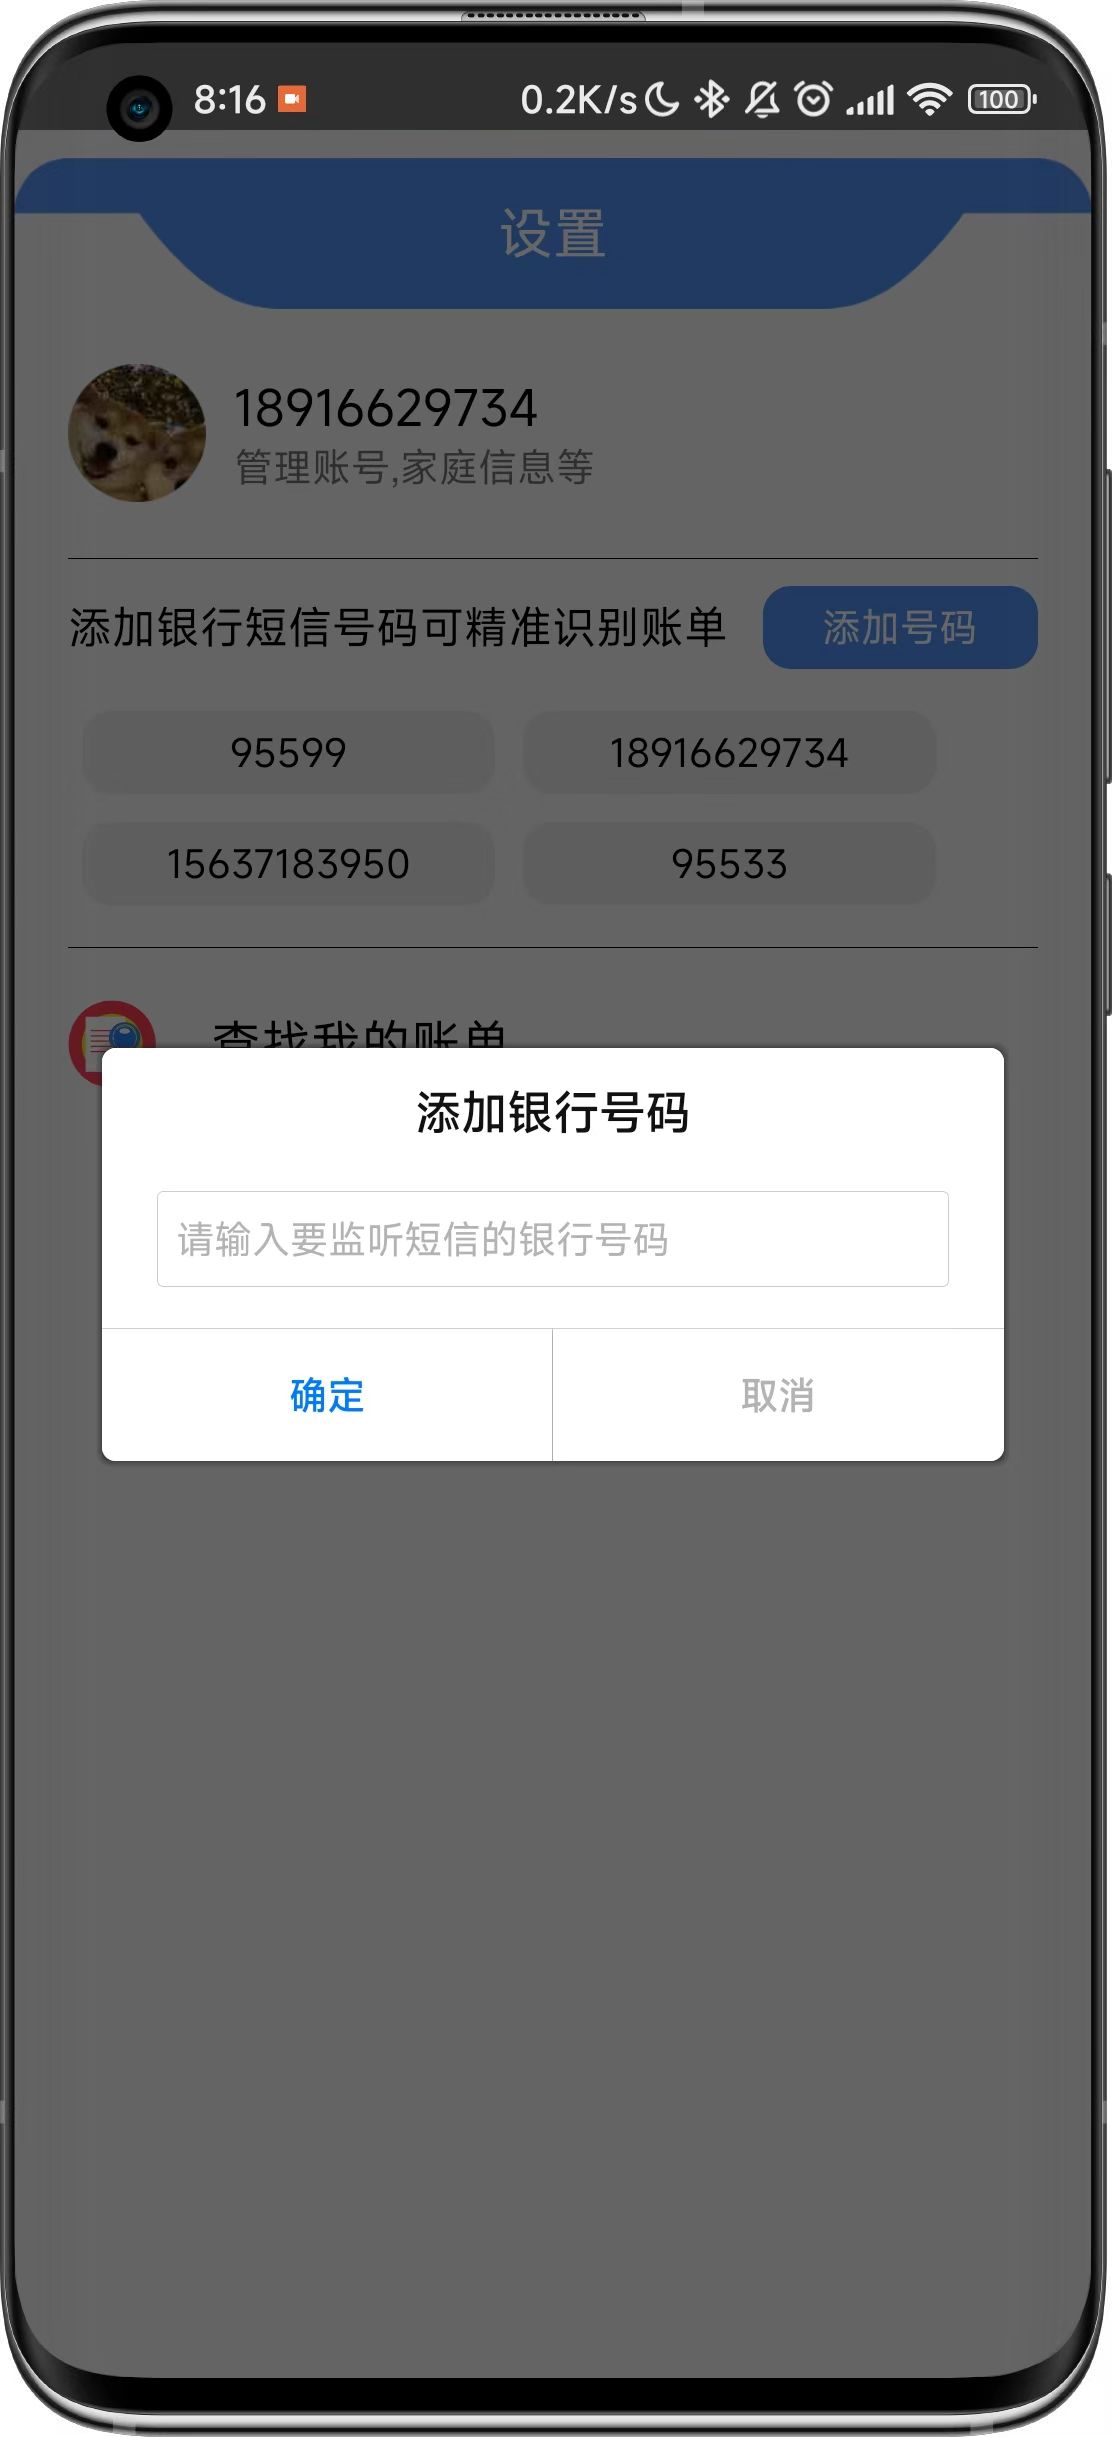 8:16 0.2K/s 100
设置
18916629734
管理账号,家庭信息等
添加银行短信号码可精准识别账单 添加号码
95599 18916629734
15637183950 95533
查找我的账单
添加银行号码
请输入要监听短信的银行号码
确定 取消